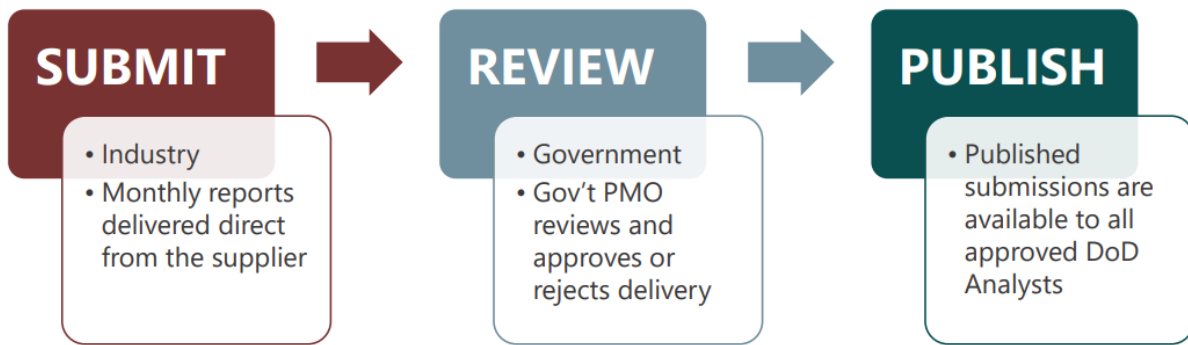 SUBMIT
• Industry
• Monthly reports
delivered direct
from the supplier
REVIEW
• Government
• Gov't PMO
reviews and
approves or
rejects delivery
PUBLISH
• Published
submissions are
available to all
approved DoD
Analysts